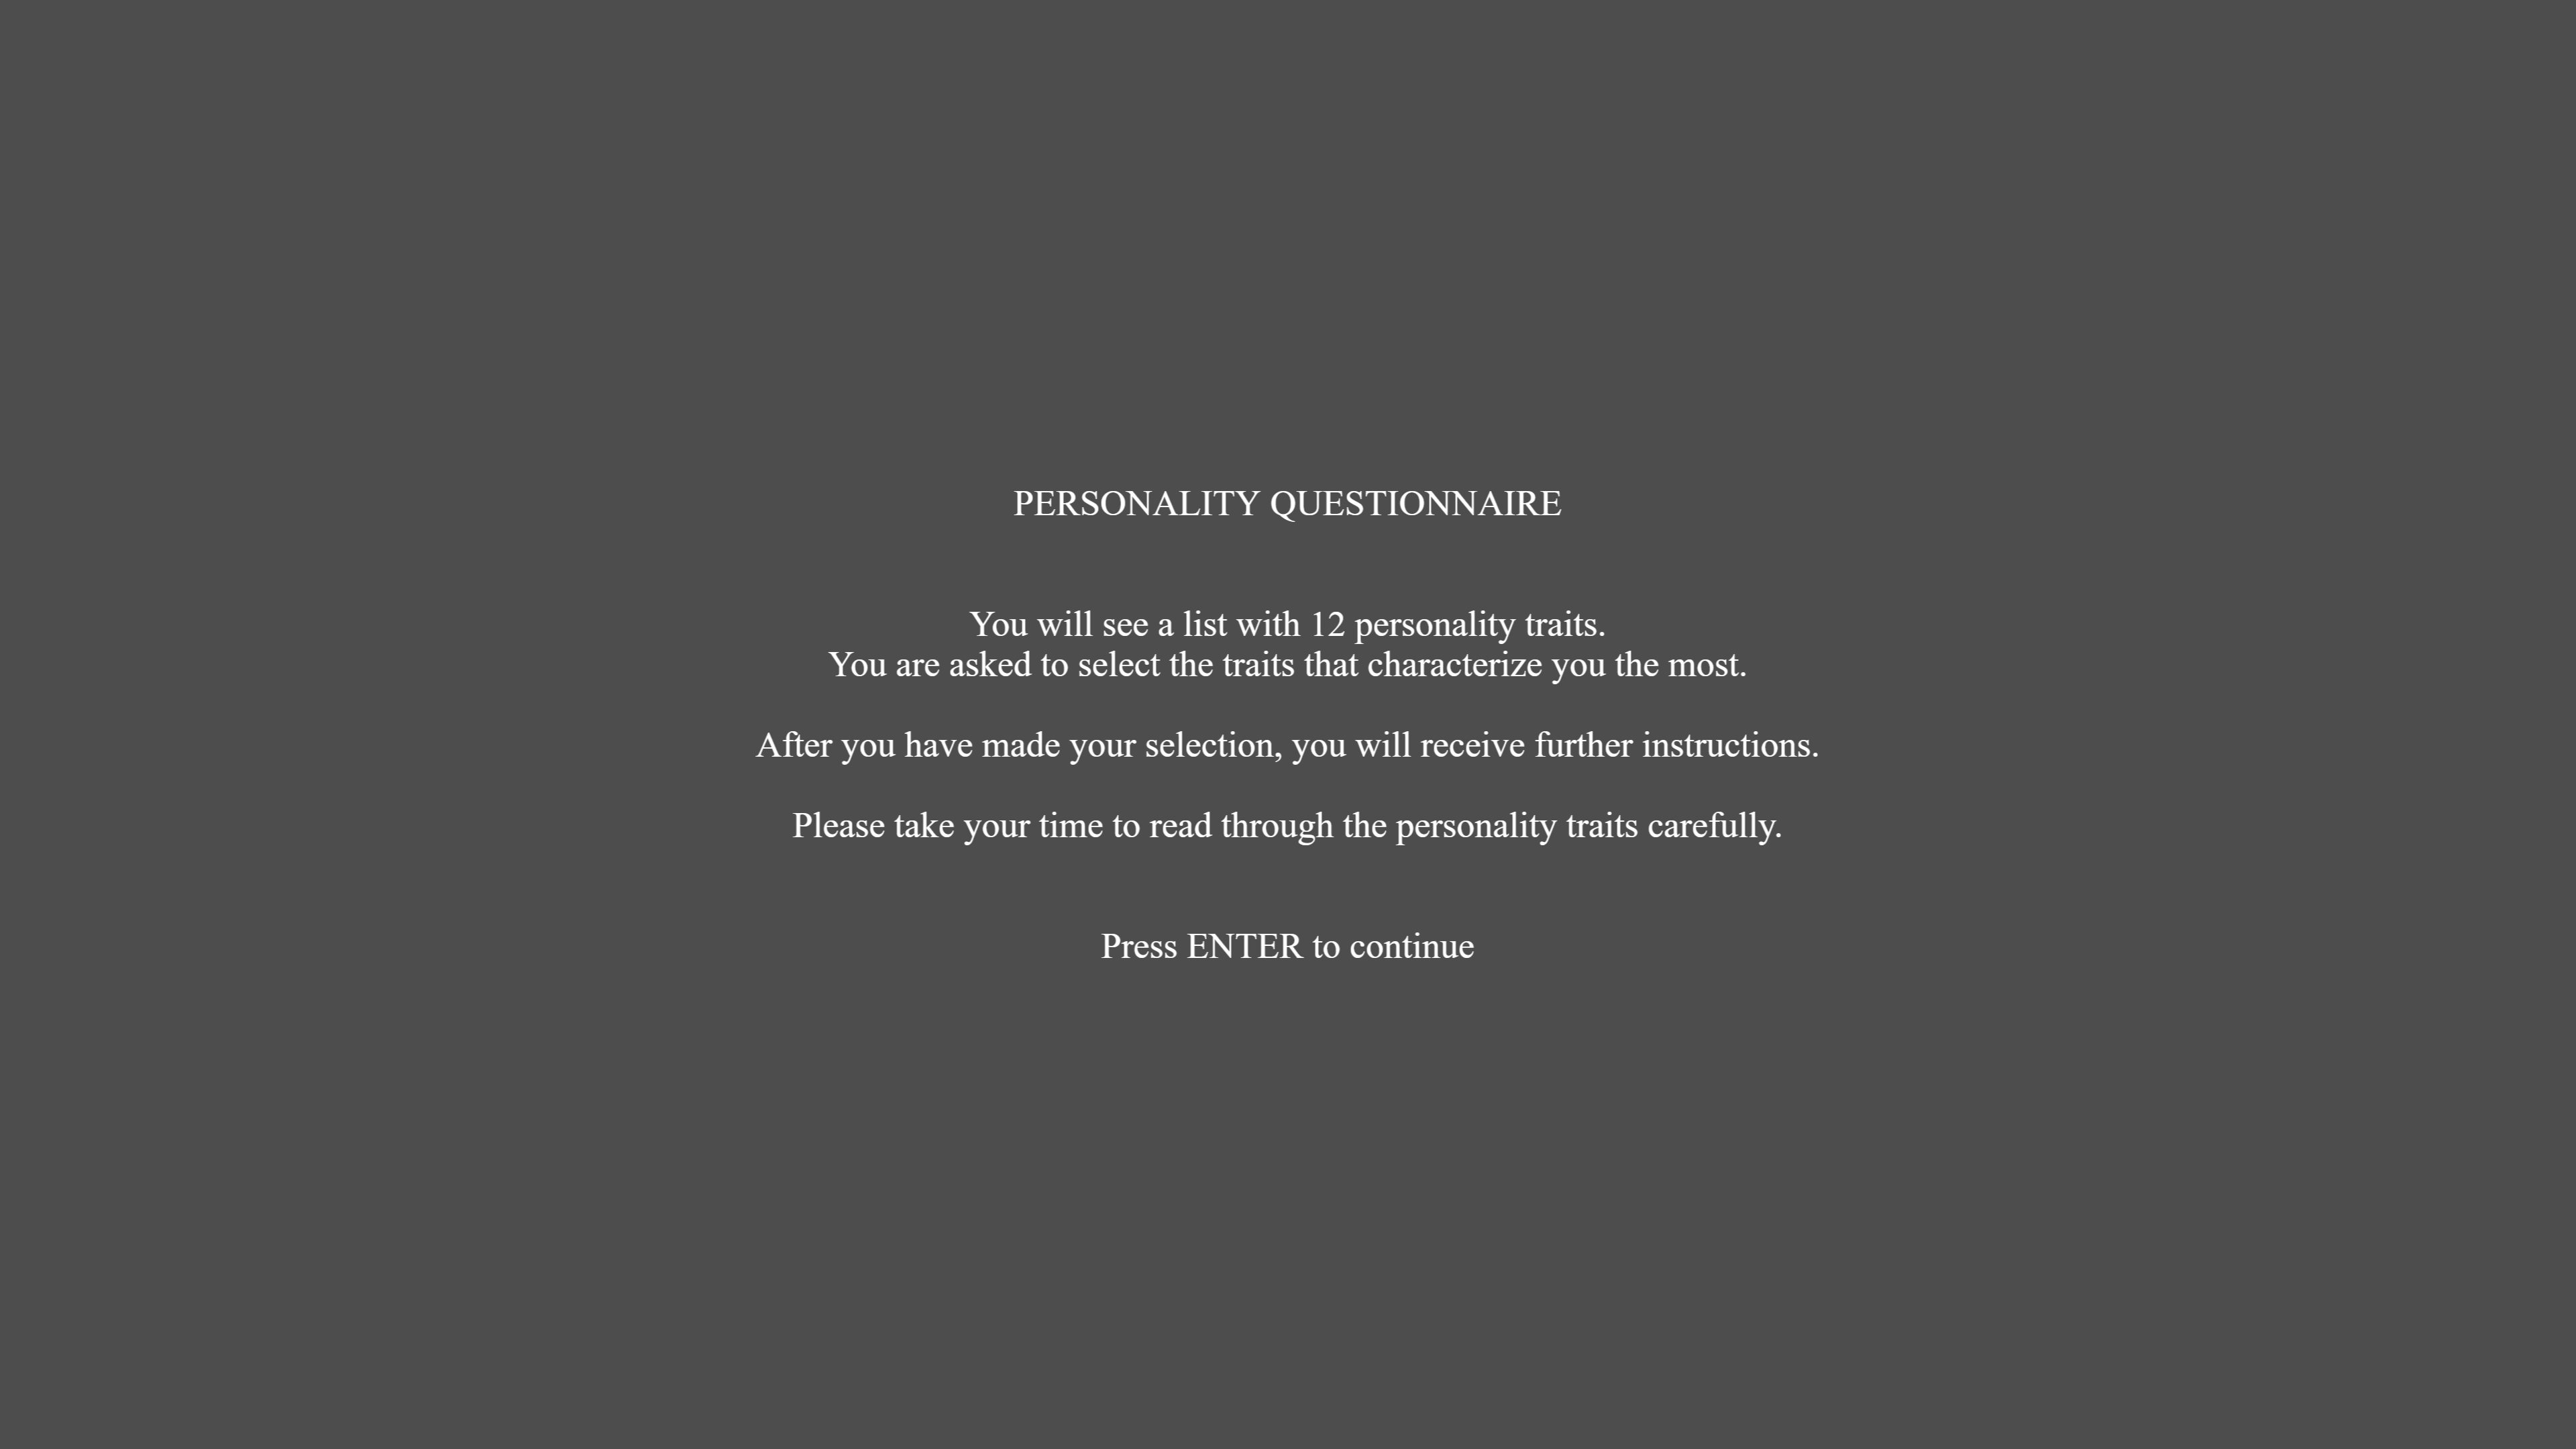 PERSONALITY QUESTIONNAIRE
You will see a list with 12 personality traits.
You are asked to select the traits that characterize you the most.
After you have made your selection, you will receive further instructions.
Please take your time to read through the personality traits carefully.
Press ENTER to continue